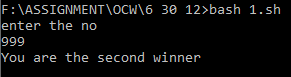 F:\ASSIGNMENT\OCW\6 30 12>bash 1.sh
enter the no
999
You are the second winner